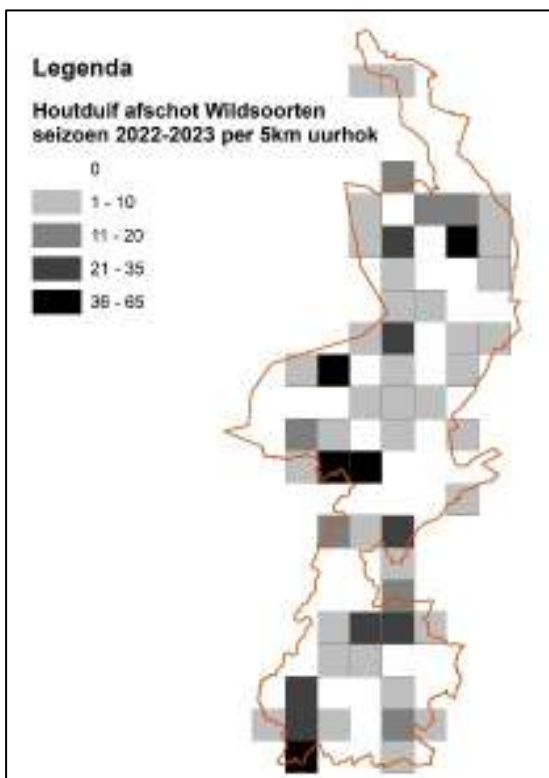 Legenda
Houtduif afschot Wildsoorten
seizoen 2022-2023 per 5km uurhok
0
1 - 10
11 - 20
21 - 35
36 - 65